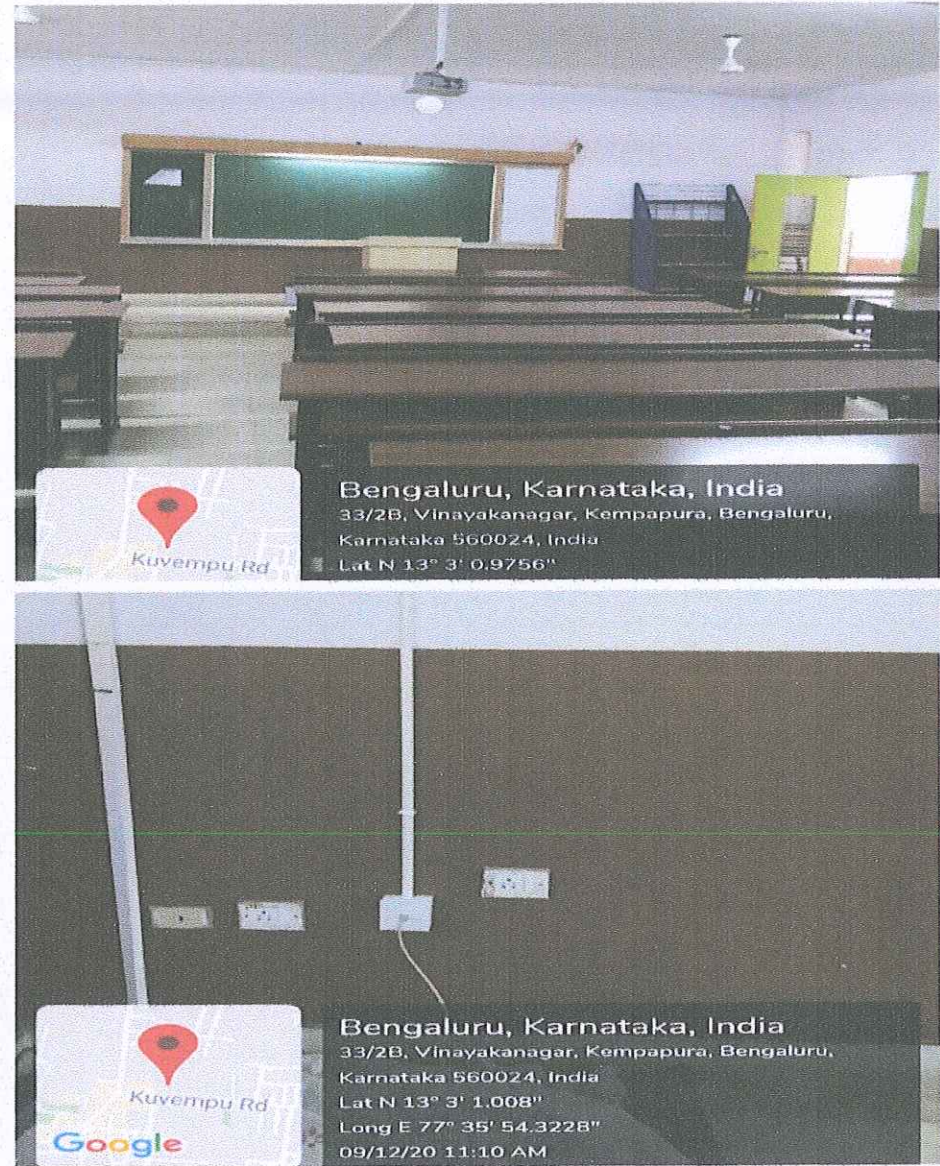 Bengaluru, Karnataka, India
33/2B, Vinayakanagar, Kempapura, Bengaluru,
Karnataka 560024, India
Lat N 13° 3' 0.9756"
Kuvempu Rd
Bengaluru, Karnataka, India
33/2B, Vinayakanagar, Kempapura, Bengaluru,
Karnataka 560024, India
Lat N 13° 3' 1.008"
Long E 77° 35' 54.3228"
09/12/20 11:10 AM
Kuvempu Rd
Google